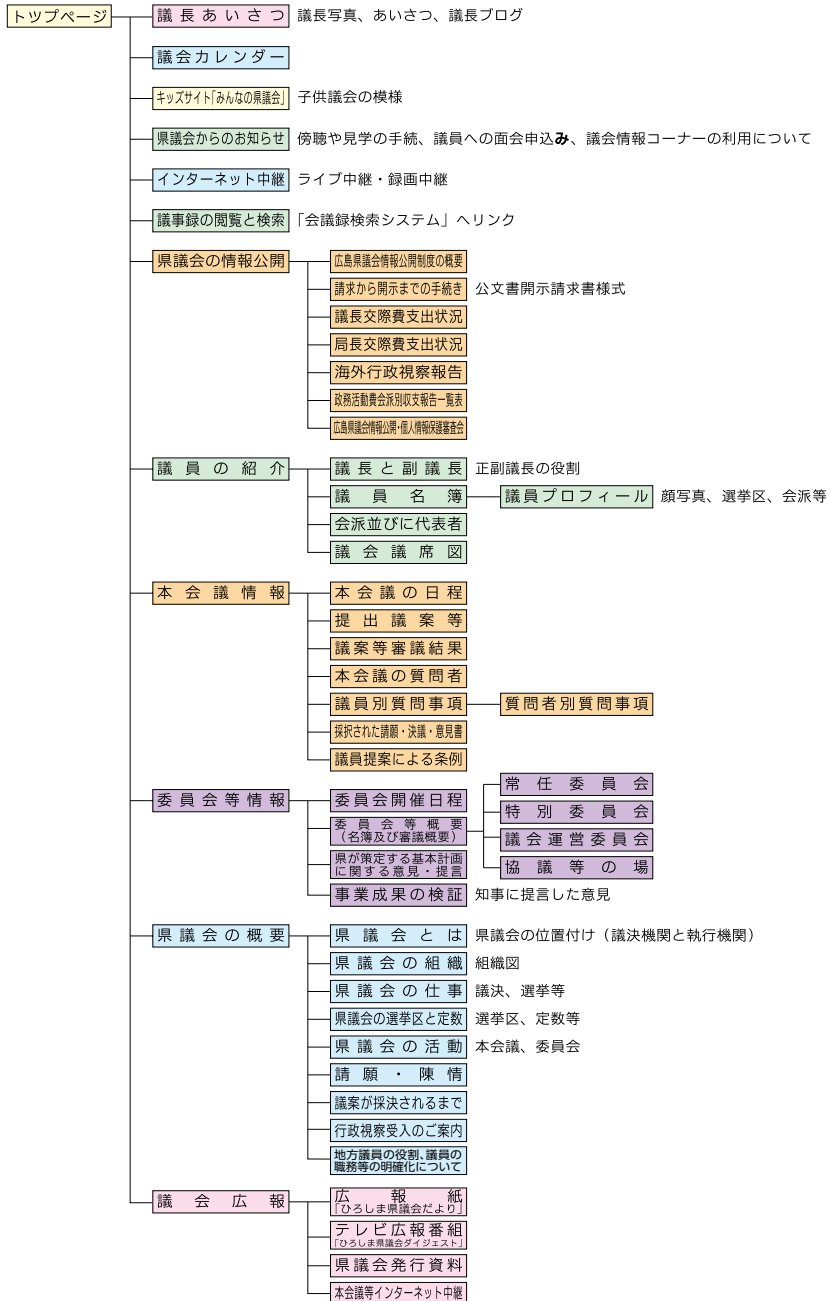 トップページ
議長あいさつ 議長写真、あいさつ、議長ブログ
議会カレンダー
キッズサイト「みんなの県議会」 子供議会の模様
県議会からのお知らせ 傍聴や見学の手続、議員への面会申込み、議会情報コーナーの利用について
インターネット中継 ライブ中継・録画中継
議事録の閲覧と検索 「会議録検索システム」へリンク
県議会の情報公開 広島県議会情報公開制度の概要
請求から開示までの手続き 公文書開示請求書様式
議長交際費支出状況
局長交際費支出状況
海外行政視察報告
政務活動費会派別収支報告一覧表
広島県議会情報公開・個人情報保護審査会
議員の紹介 議長と副議長 正副議長の役割
議員名簿 議員プロフィール 顔写真、選挙区、会派等
会派並びに代表者
議会議席図
本会議情報 本会議の日程
提出議案等
議案等審議結果
本会議の質問者
議員別質問事項 質問者別質問事項
採択された請願・決議・意見書
議員提案による条例
委員会等情報 委員会開催日程
委員会等概要
（名簿及び審議概要）
常任委員会
特別委員会
議会運営委員会
協議等の場
県が策定する基本計画
に関する意見・提言
事業成果の検証 知事に提言した意見
県議会の概要 県議会とは 県議会の位置付け（議決機関と執行機関）
県議会の組織 組織図
県議会の仕事 議決、選挙等
県議会の選挙区と定数 選挙区、定数等
県議会の活動 本会議、委員会
請願・陳情
議案が採決されるまで
行政視察受入のご案内
地方議員の役割、議員の
職務等の明確化について
議会広報 広報紙
「ひろしま県議会だより」
テレビ広報番組
「ひろしま県議会ダイジェスト」
県議会発行資料
本会議等インターネット中継